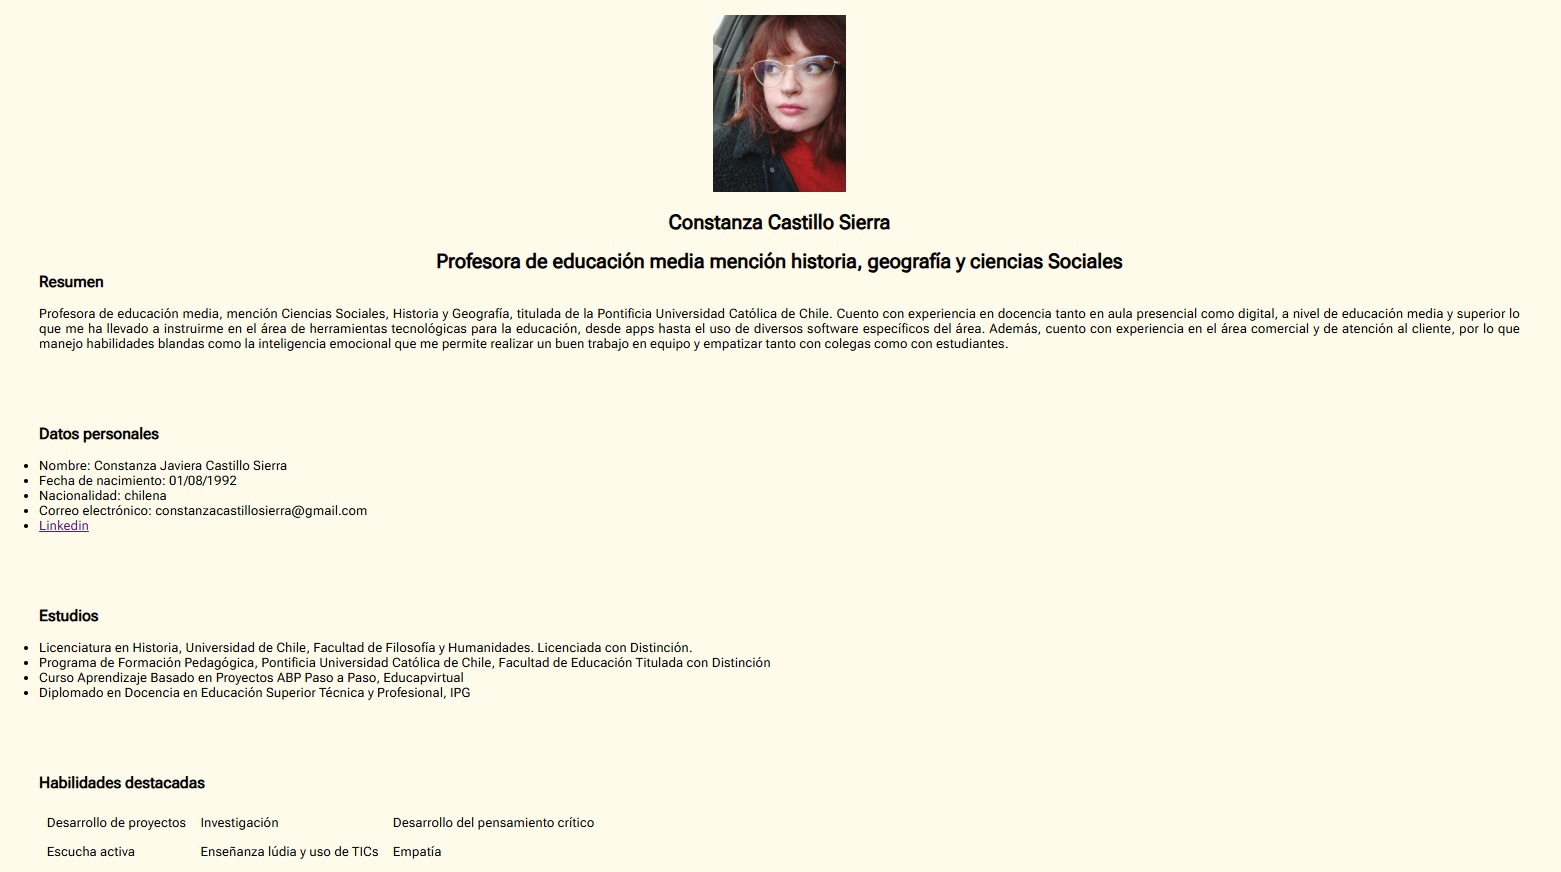 Constanza Castillo Sierra
Profesora de educación media mención historia, geografía y ciencias Sociales
Resumen
Profesora de educación media, mención Ciencias Sociales, Historia y Geografía, titulada de la Pontificia Universidad Católica de Chile. Cuento con experiencia en docencia tanto en aula presencial como digital, a nivel de educación media y superior lo
que me ha llevado a instruirme en el área de herramientas tecnológicas para la educación, desde apps hasta el uso de diversos software específicos del área. Además, cuento con experiencia en el área comercial y de atención al cliente, por lo que
manejo habilidades blandas como la inteligencia emocional que me permite realizar un buen trabajo en equipo y empatizar tanto con colegas como con estudiantes.
Datos personales
• Nombre: Constanza Javiera Castillo Sierra
• Fecha de nacimiento: 01/08/1992
• Nacionalidad: chilena
• Correo electrónico: constanzacastillosierra@gmail.com
• Linkedin
Estudios
• Licenciatura en Historia, Universidad de Chile, Facultad de Filosofía y Humanidades. Licenciada con Distinción.
• Programa de Formación Pedagógica, Pontificia Universidad Católica de Chile, Facultad de Educación Titulada con Distinción
• Curso Aprendizaje Basado en Proyectos ABP Paso a Paso, Educapvirtual
• Diplomado en Docencia en Educación Superior Técnica y Profesional, IPG
Habilidades destacadas
Desarrollo de proyectos Investigación Desarrollo del pensamiento crítico
Escucha activa Enseñanza lúdia y uso de TICs Empatía